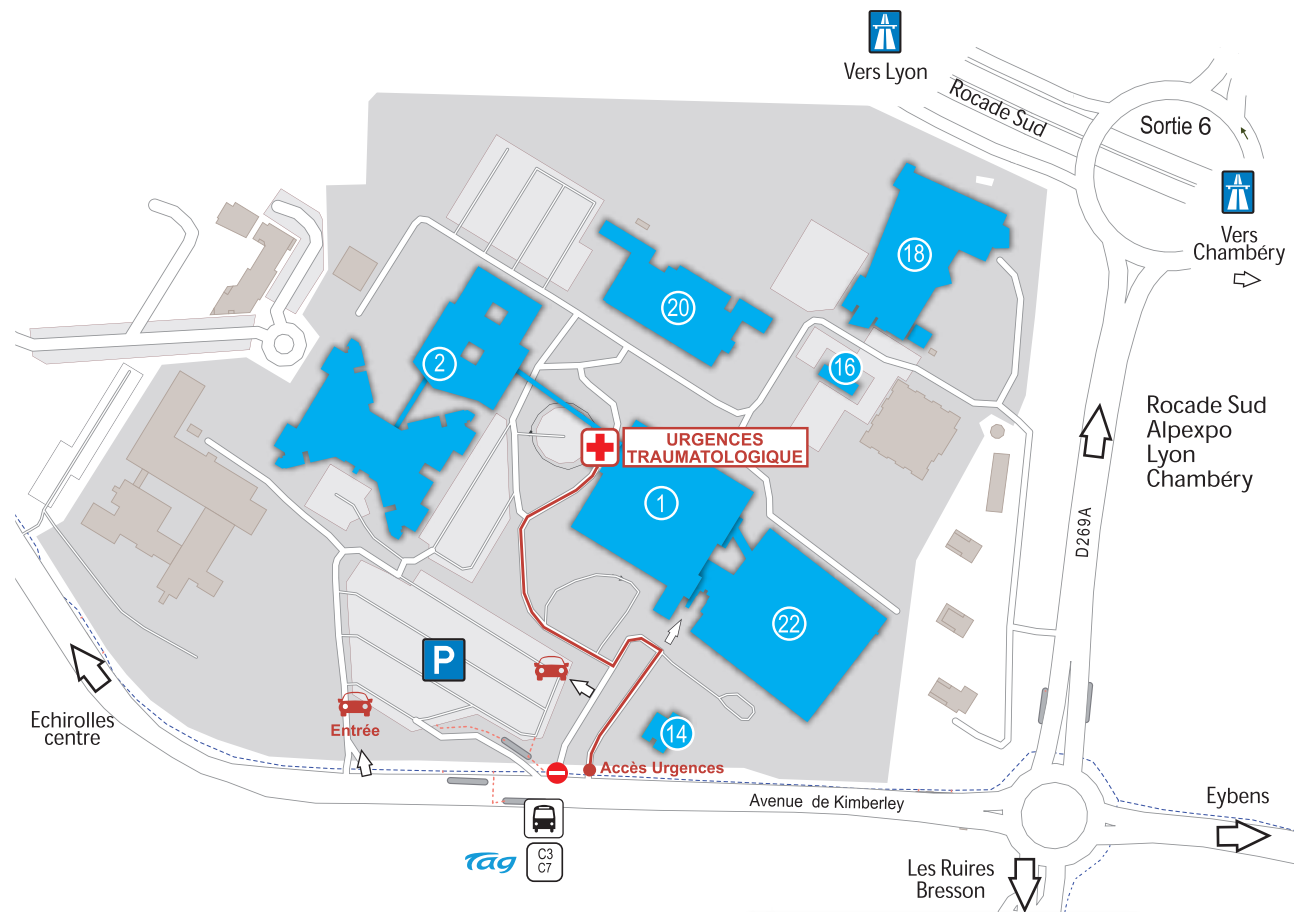 Vers Lyon
Rocade Sud
Sortie 6
Vers
Chambéry
18
20
2
16
Rocade Sud
Alpexpo
Lyon
Chambéry
URGENCES
TRAUMATOLOGIQUE
1
D269A
22
P
Echirolles
centre
Entrée
14
Accès Urgences
Avenue de Kimberley
Eybens
Tag
C3
C7
Les Ruires
Bresson